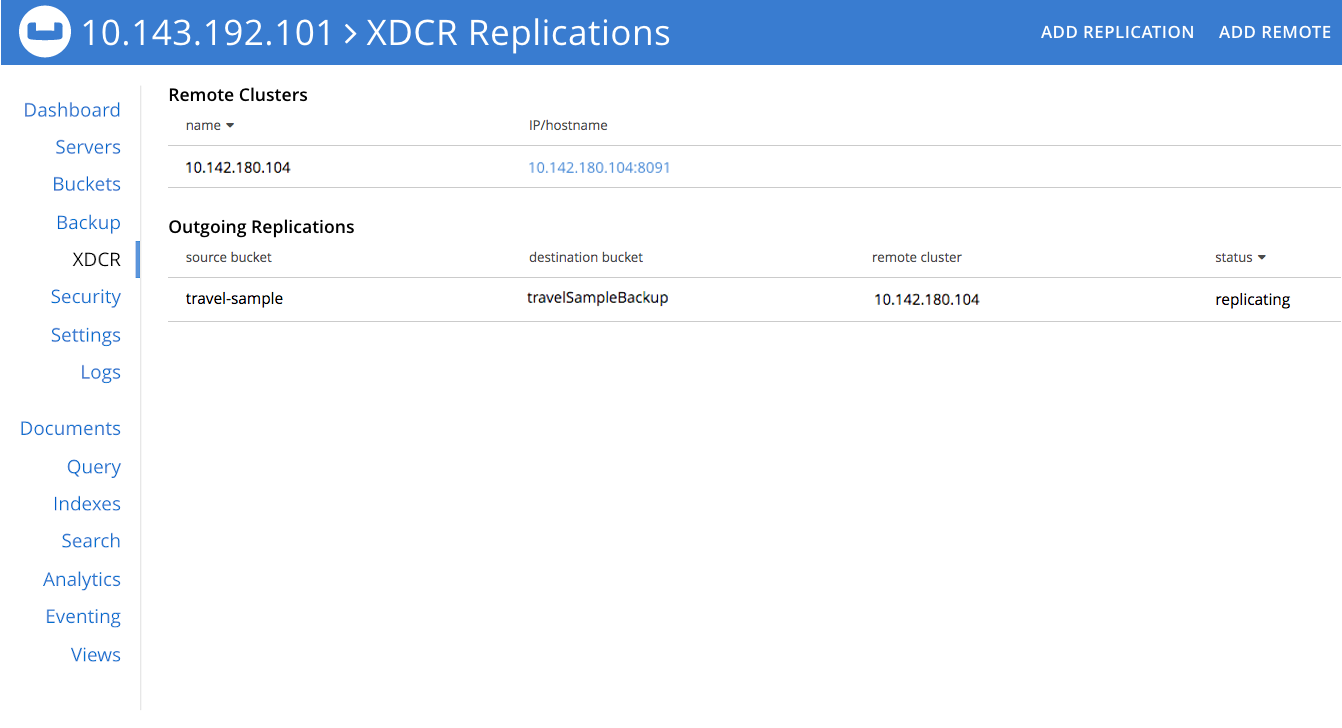 10.143.192.101 > XDCR Replications ADD REPLICATION ADD REMOTE
Dashboard
Servers
Buckets
Backup
XDCR
Security
Settings
Logs
Documents
Query
Indexes
Search
Analytics
Eventing
Views
Remote Clusters
name IP/hostname
10.142.180.104 10.142.180.104:8091
Outgoing Replications
source bucket destination bucket remote cluster status
travel-sample travelSampleBackup 10.142.180.104 replicating